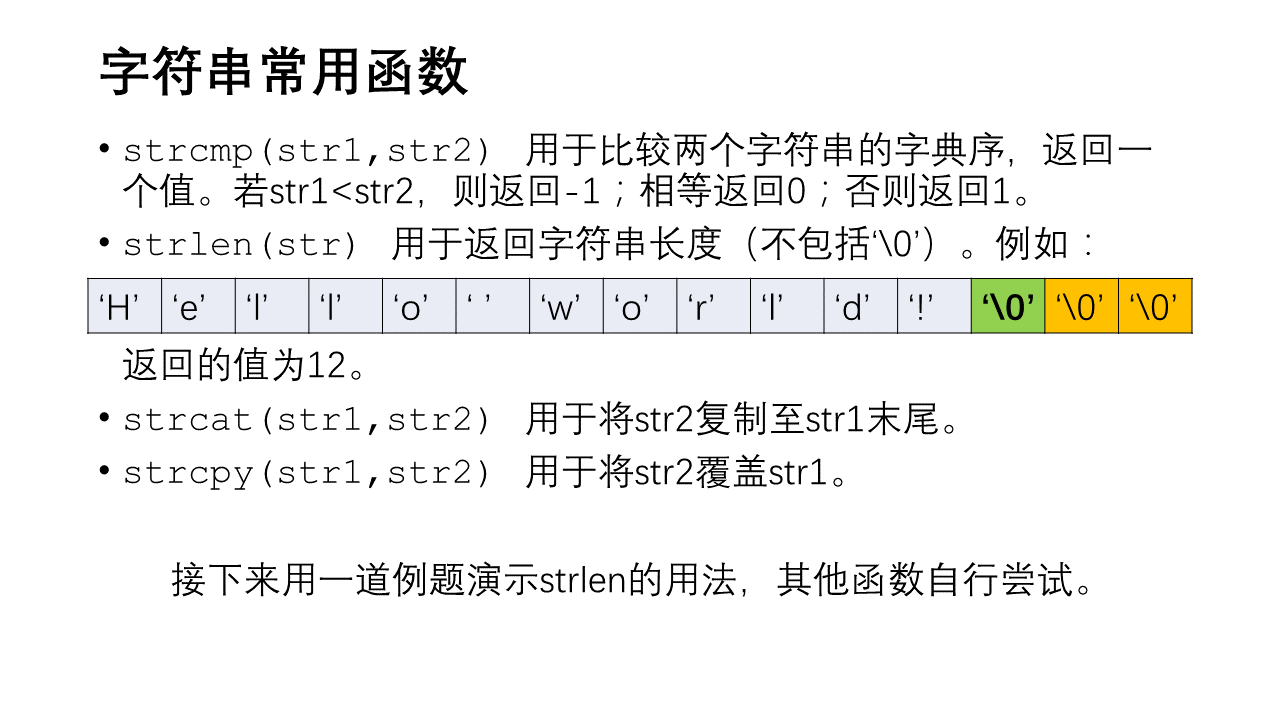 字符串常用函数
• strcmp(str1,str2) 用于比较两个字符串的字典序，返回一
个值。若str1<str2，则返回-1；相等返回0；否则返回1。
• strlen(str) 用于返回字符串长度（不包括‘\0’）。例如：
‘H’ ‘e’ ‘l’ ‘l’ ‘o’ ‘ ’ ‘w’ ‘o’ ‘r’ ‘l’ ‘d’ ‘!’ ‘\0’ ‘\0’ ‘\0’
返回的值为12。
• strcat(str1,str2) 用于将str2复制至str1末尾。
• strcpy(str1,str2) 用于将str2覆盖str1。
接下来用一道例题演示strlen的用法，其他函数自行尝试。